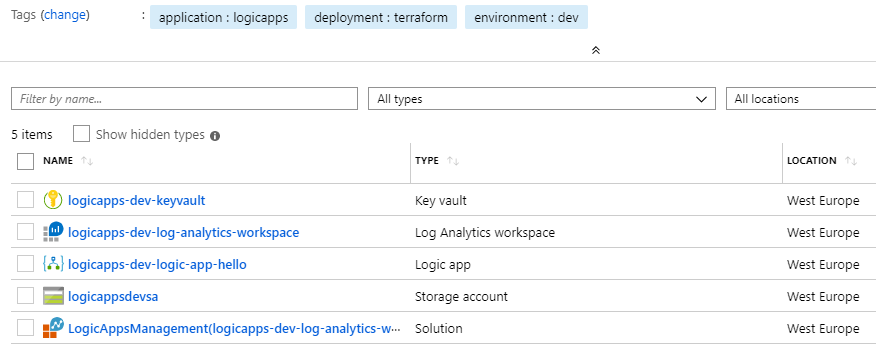 Tags (change) : application : logicapps deployment : terraform environment : dev
Filter by name... All types All locations
5 items Show hidden types
NAME TYPE LOCATION
logicapps-dev-keyvault Key vault West Europe
logicapps-dev-log-analytics-workspace Log Analytics workspace West Europe
logicapps-dev-logic-app-hello Logic app West Europe
logicappsdevsa Storage account West Europe
LogicAppsManagement(logicapps-dev-log-analytics-w··· Solution West Europe